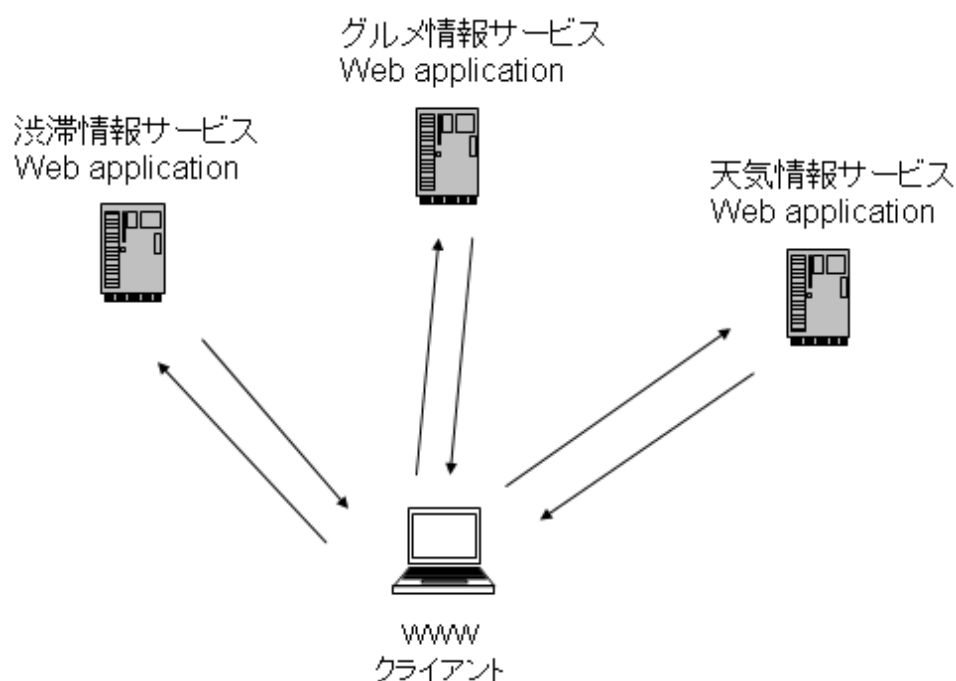 グルメ情報サービス
Web application
渋滞情報サービス
Web application
天気情報サービス
Web application
WWW
クライアント